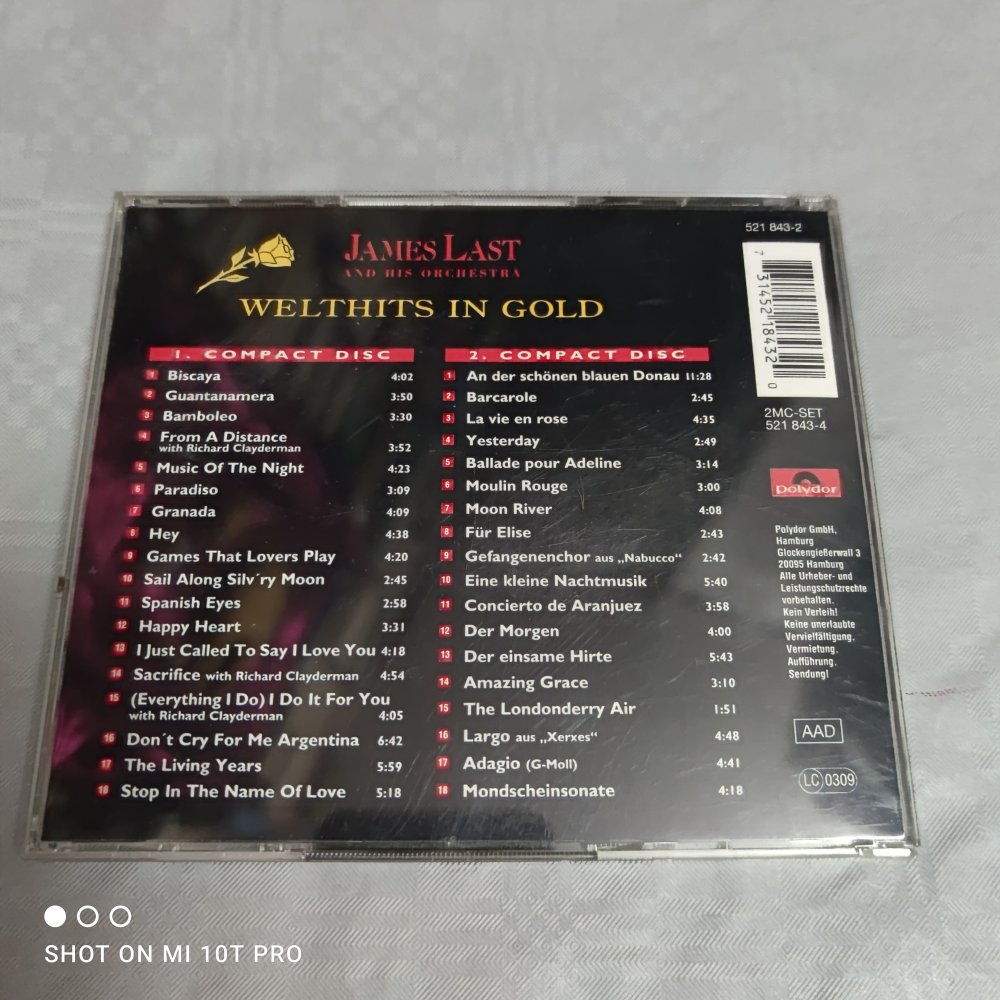 521 843-2
JAMES LAST
AND HIS ORCHESTRA
WELTHITS IN GOLD
7 31452 18432 0
2MC-SET
521 843-4
1. COMPACT DISC
1 Biscaya 4:02
2 Guantanamera 3:50
3 Bamboleo 3:30
4 From A Distance
with Richard Clayderman 3:52
5 Music Of The Night 4:23
6 Paradiso 3:09
7 Granada 4:09
8 Hey 4:38
9 Games That Lovers Play 4:20
10 Sail Along Silv´ry Moon 2:45
11 Spanish Eyes 2:58
12 Happy Heart 3:31
13 I Just Called To Say I Love You 4:18
14 Sacrifice with Richard Clayderman 4:54
15 (Everything I Do) I Do It For You
with Richard Clayderman 4:05
16 Don´t Cry For Me Argentina 6:42
17 The Living Years 5:59
18 Stop In The Name Of Love 5:18
2. COMPACT DISC
1 An der schönen blauen Donau 11:28
2 Barcarole 2:45
3 La vie en rose 4:35
4 Yesterday 2:49
5 Ballade pour Adeline 3:14
6 Moulin Rouge 3:00
7 Moon River 4:08
8 Für Elise 2:43
9 Gefangenenchor aus „Nabucco“ 2:42
10 Eine kleine Nachtmusik 5:40
11 Concierto de Aranjuez 3:58
12 Der Morgen 4:00
13 Der einsame Hirte 5:43
14 Amazing Grace 3:10
15 The Londonderry Air 1:51
16 Largo aus „Xerxes“ 4:48
17 Adagio (G-Moll) 4:41
18 Mondscheinsonate 4:18
polydor
Polydor GmbH,
Hamburg
Glockengießerwall 3
20095 Hamburg
Alle Urheber- und
Leistungsschutzrechte
vorbehalten.
Kein Verleih!
Keine unerlaubte
Vervielfältigung,
Vermietung,
Aufführung,
Sendung!
AAD
LC 0309
SHOT ON MI 10T PRO